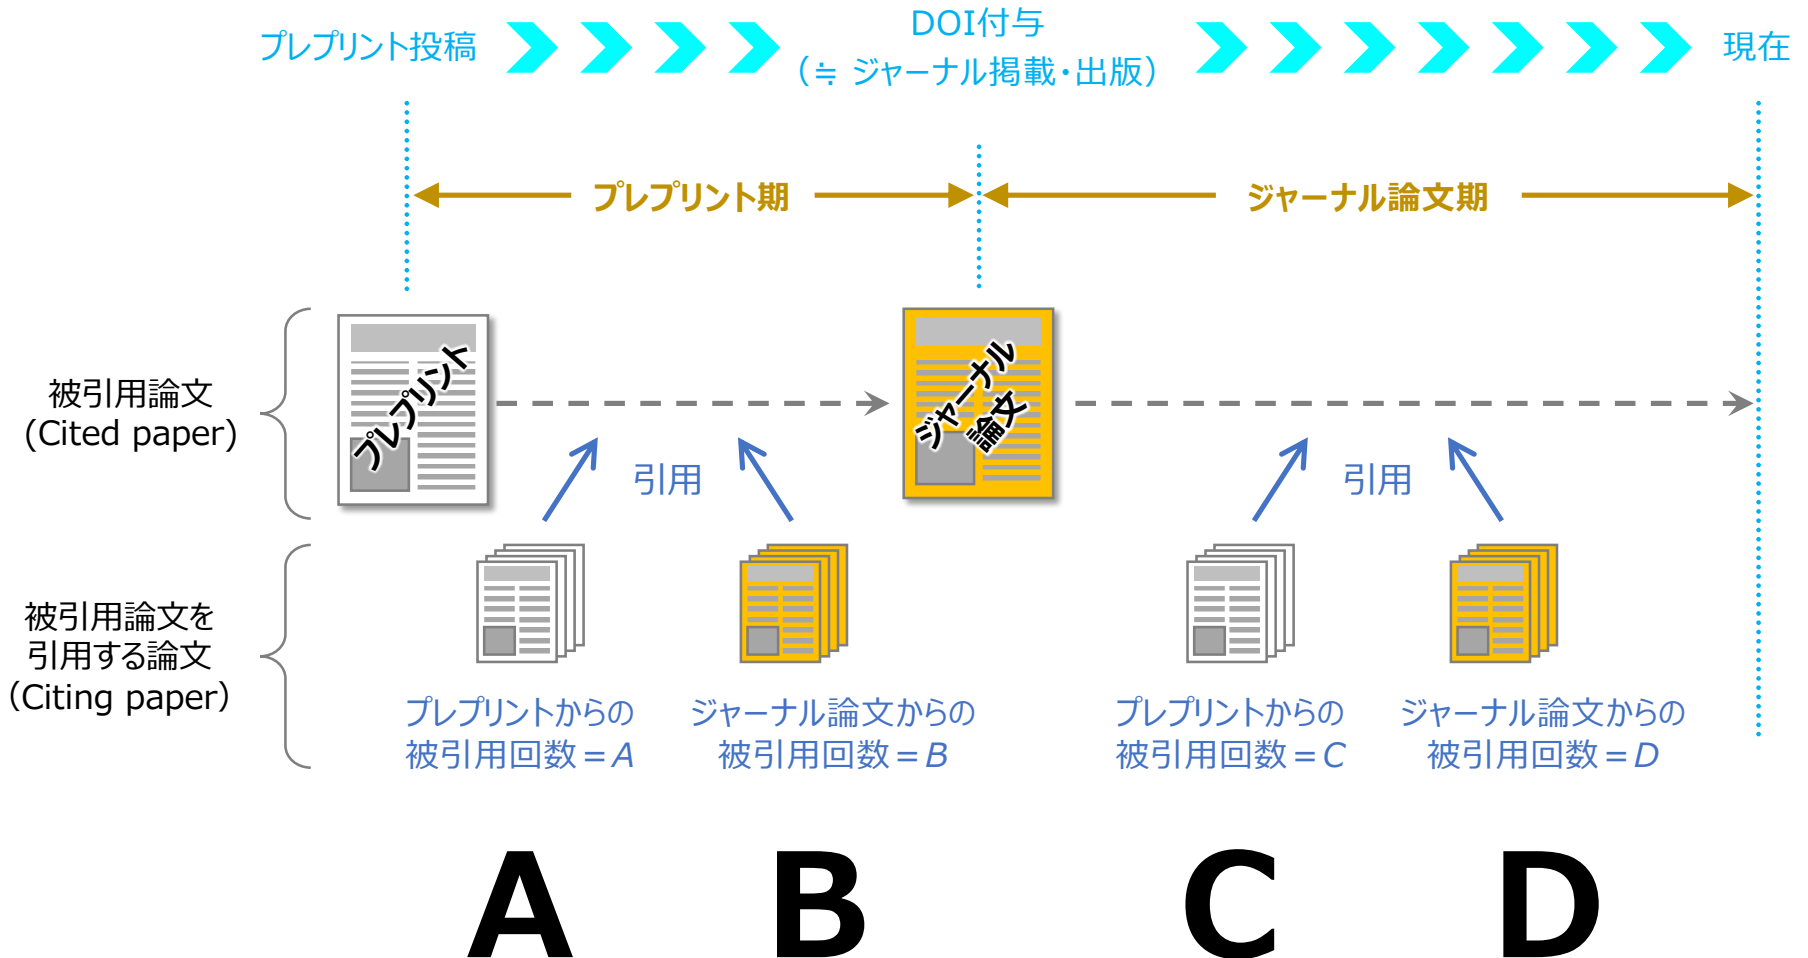 プレプリント投稿
DOI付与
(≒ ジャーナル掲載・出版)
現在
プレプリント期
ジャーナル論文期
被引用論文
(Cited paper)
プレプリント
ジャーナル
論文
引用
引用
被引用論文を
引用する論文
(Citing paper)
プレプリントからの
被引用回数=A
ジャーナル論文からの
被引用回数=B
プレプリントからの
被引用回数=C
ジャーナル論文からの
被引用回数=D
A
B
C
D